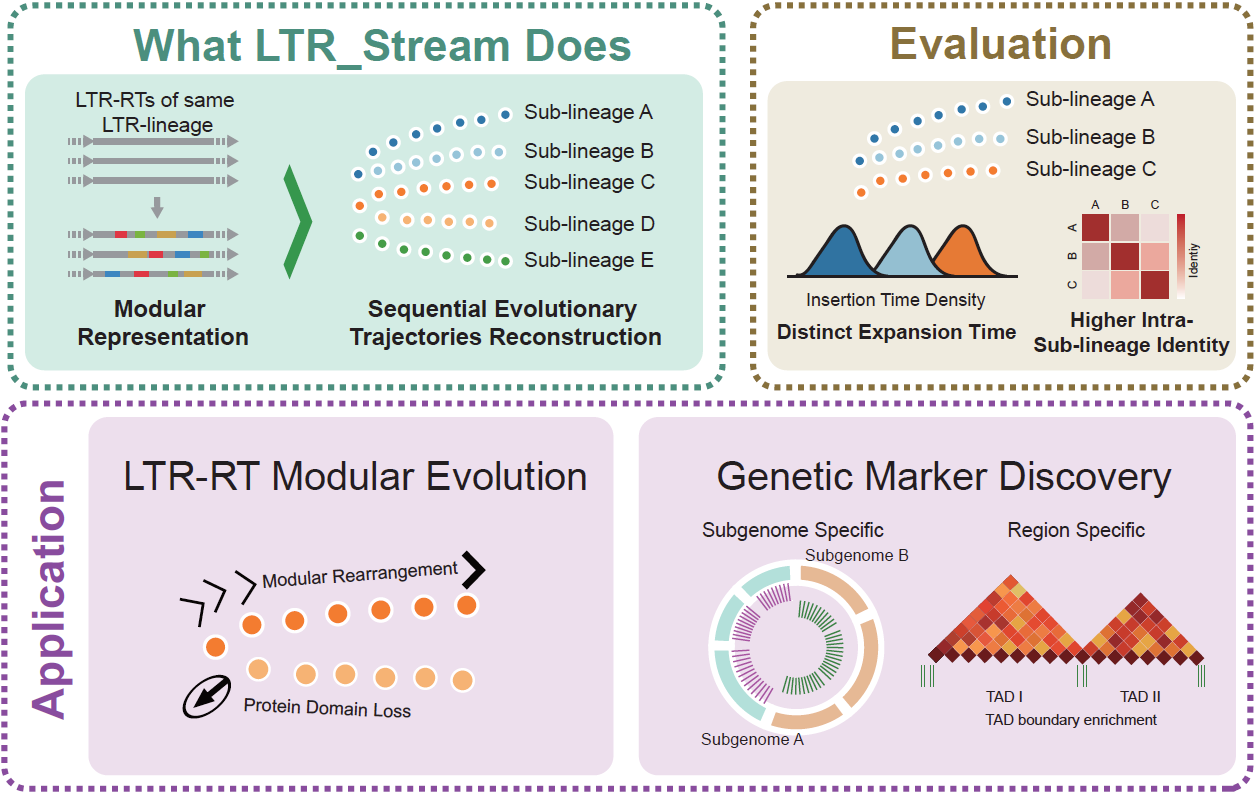 What LTR_Stream Does
LTR-RTs of same
LTR-lineage
Modular
Representation
Sub-lineage A
Sub-lineage B
Sub-lineage C
Sub-lineage D
Sub-lineage E
Sequential Evolutionary
Trajectories Reconstruction
Evaluation
Sub-lineage A
Sub-lineage B
Sub-lineage C
Insertion Time Density
Distinct Expansion Time
A B C
A
B
C
Identiy
Higher Intra-
Sub-lineage Identity
Application
LTR-RT Modular Evolution
Modular Rearrangement
Protein Domain Loss
Genetic Marker Discovery
Subgenome Specific
Subgenome B
Subgenome A
Region Specific
TAD I
TAD II
TAD boundary enrichment